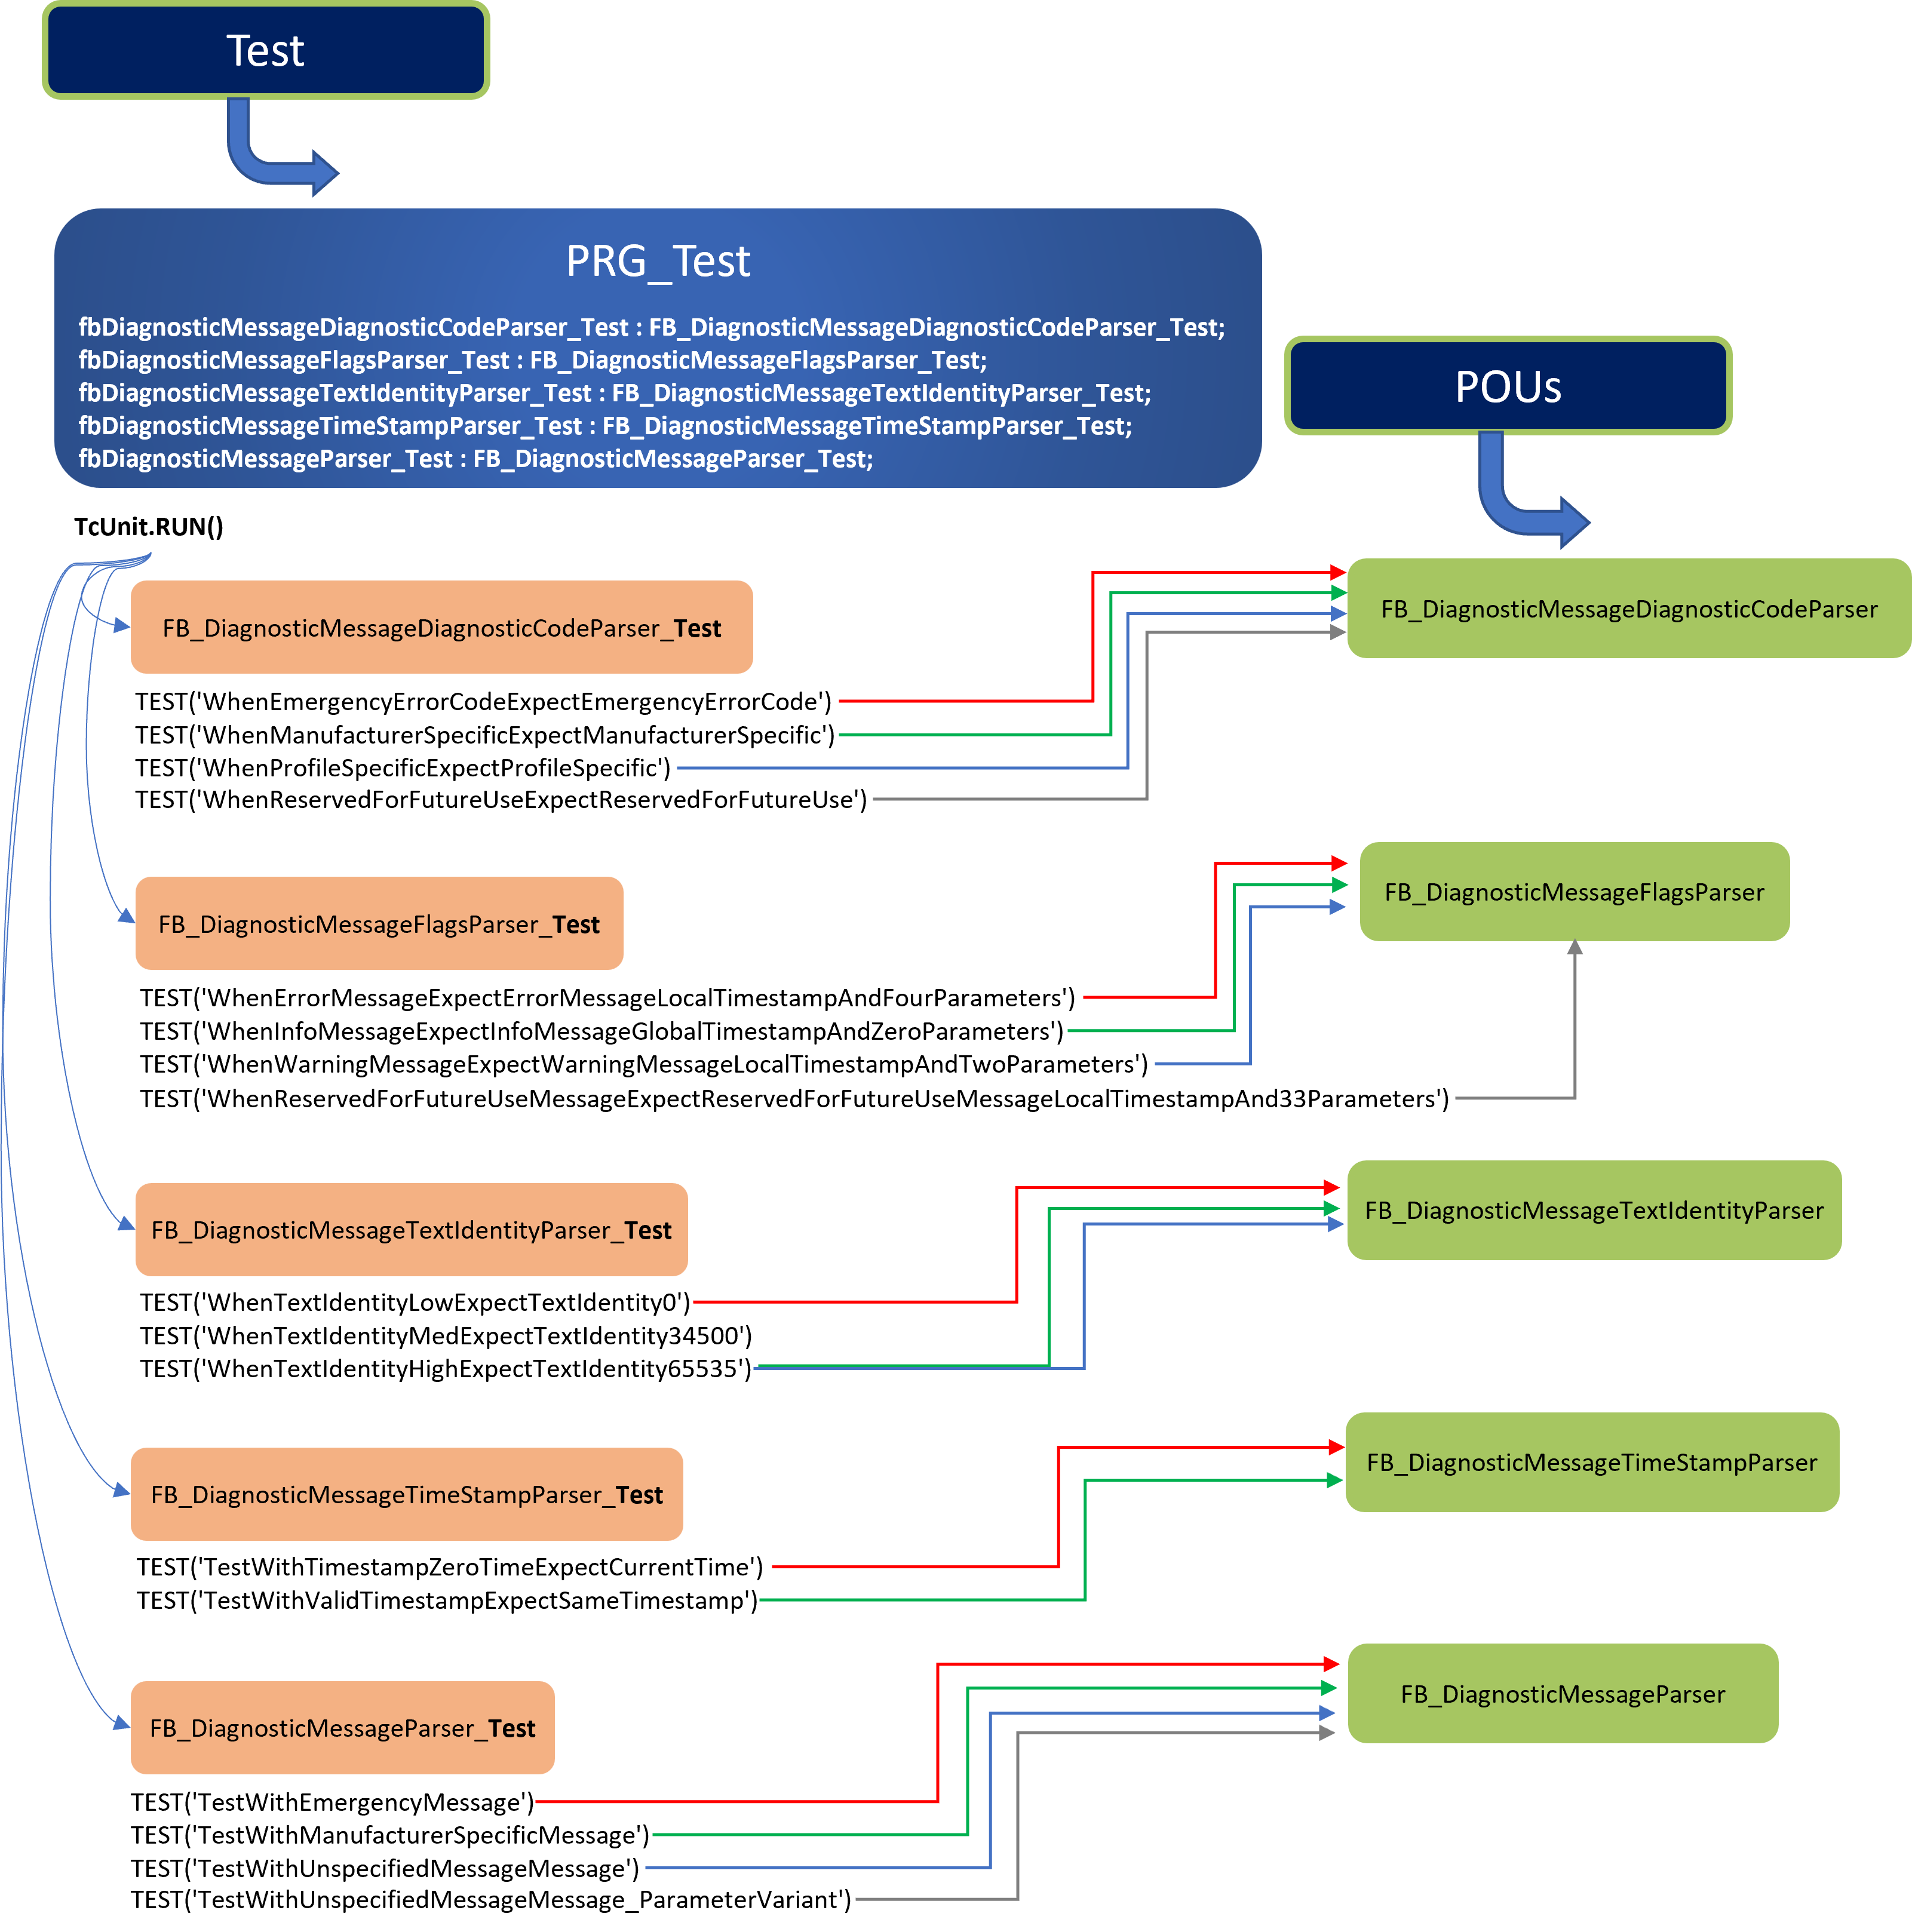 Test
PRG_Test
fbDiagnosticMessageDiagnosticCodeParser_Test : FB_DiagnosticMessageDiagnosticCodeParser_Test;
fbDiagnosticMessageFlagsParser_Test : FB_DiagnosticMessageFlagsParser_Test;
fbDiagnosticMessageTextIdentityParser_Test : FB_DiagnosticMessageTextIdentityParser_Test;
fbDiagnosticMessageTimeStampParser_Test : FB_DiagnosticMessageTimeStampParser_Test;
fbDiagnosticMessageParser_Test : FB_DiagnosticMessageParser_Test;
POUs
TcUnit.RUN()
FB_DiagnosticMessageDiagnosticCodeParser_Test
FB_DiagnosticMessageDiagnosticCodeParser
TEST('WhenEmergencyErrorCodeExpectEmergencyErrorCode')
TEST('WhenManufacturerSpecificExpectManufacturerSpecific')
TEST('WhenProfileSpecificExpectProfileSpecific')
TEST('WhenReservedForFutureUseExpectReservedForFutureUse')
FB_DiagnosticMessageFlagsParser_Test
FB_DiagnosticMessageFlagsParser
TEST('WhenErrorMessageExpectErrorMessageLocalTimestampAndFourParameters')
TEST('WhenInfoMessageExpectInfoMessageGlobalTimestampAndZeroParameters')
TEST('WhenWarningMessageExpectWarningMessageLocalTimestampAndTwoParameters')
TEST('WhenReservedForFutureUseMessageExpectReservedForFutureUseMessageLocalTimestampAnd33Parameters')
FB_DiagnosticMessageTextIdentityParser_Test
FB_DiagnosticMessageTextIdentityParser
TEST('WhenTextIdentityLowExpectTextIdentity0')
TEST('WhenTextIdentityMedExpectTextIdentity34500')
TEST('WhenTextIdentityHighExpectTextIdentity65535')
FB_DiagnosticMessageTimeStampParser_Test
FB_DiagnosticMessageTimeStampParser
TEST('TestWithTimestampZeroTimeExpectCurrentTime')
TEST('TestWithValidTimestampExpectSameTimestamp')
FB_DiagnosticMessageParser_Test
FB_DiagnosticMessageParser
TEST('TestWithEmergencyMessage')
TEST('TestWithManufacturerSpecificMessage')
TEST('TestWithUnspecifiedMessageMessage')
TEST('TestWithUnspecifiedMessageMessage_ParameterVariant')